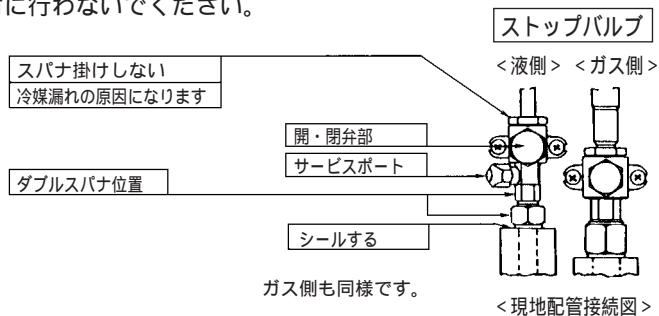 に行わないでください。
ストップバルブ
<液側> <ガス側>
スパナ掛けしない
冷媒漏れの原因になります
開・閉弁部
サービスポート
ダブルスパナ位置
シールする
ガス側も同様です。
<現地配管接続図>